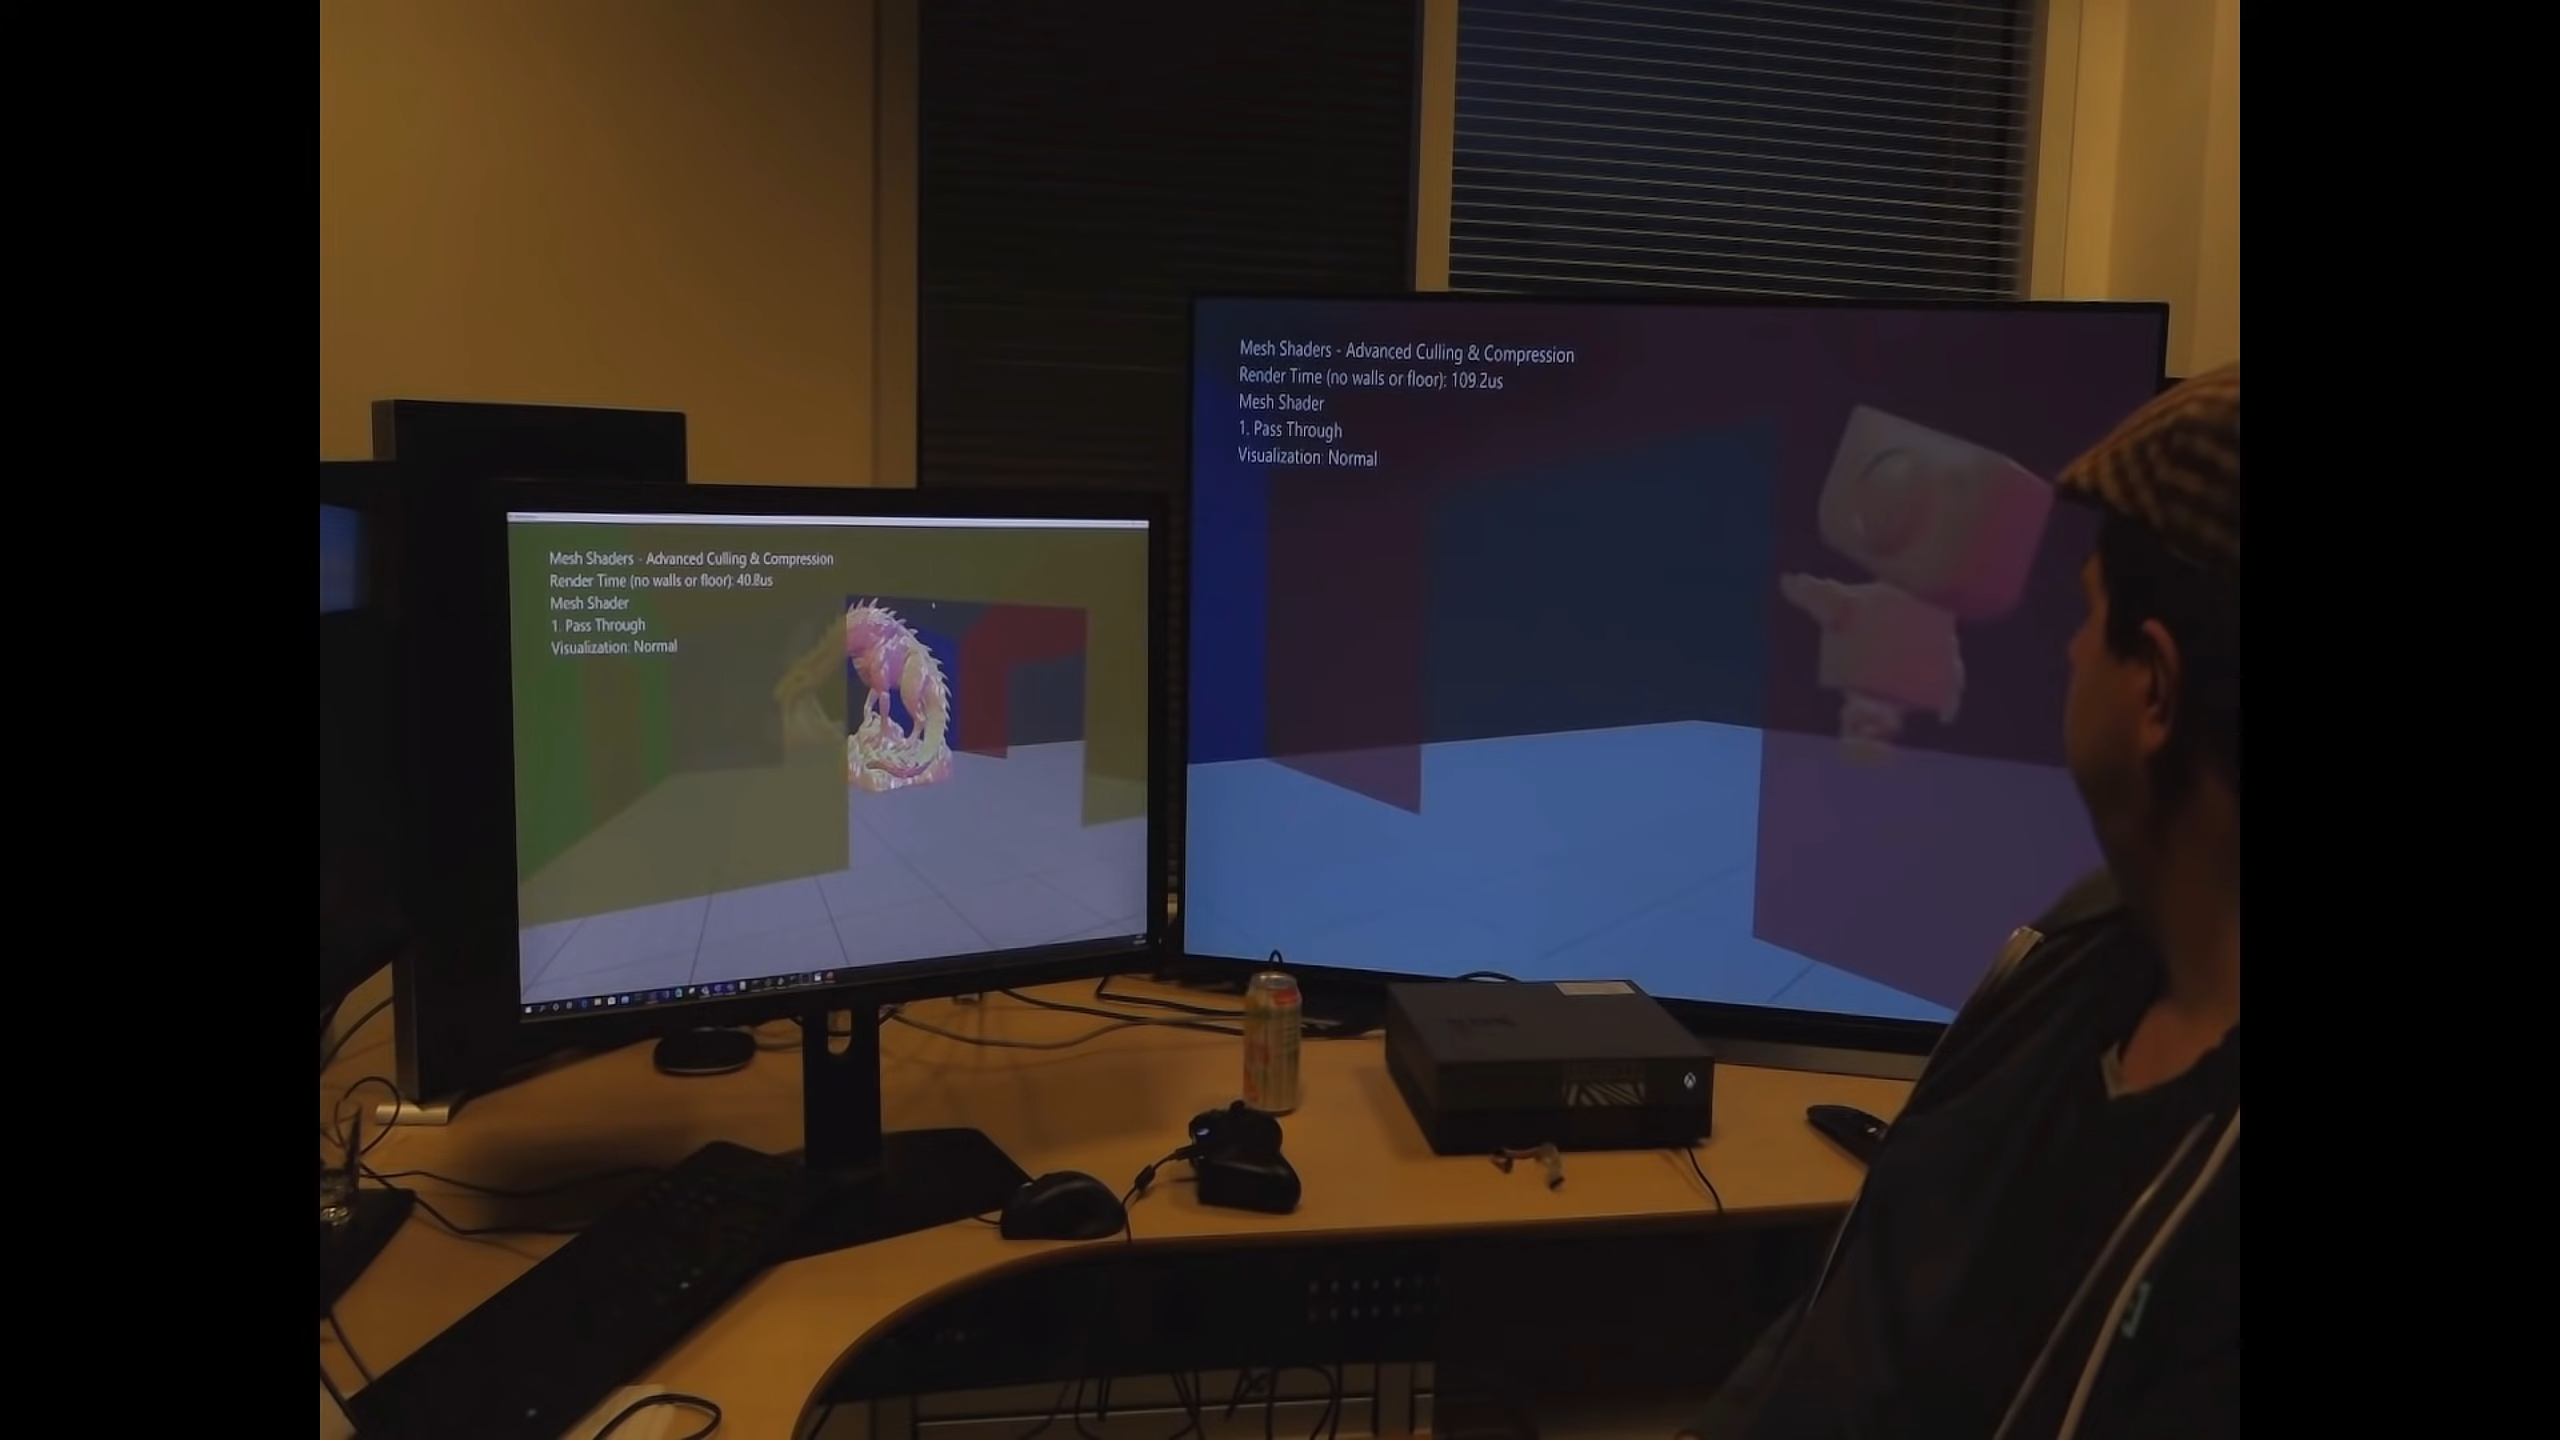 Mesh Shaders - Advanced Culling & Compression
Render Time (no walls or floor): 40.8us
Mesh Shader
1. Pass Through
Visualization: Normal
Mesh Shaders - Advanced Culling & Compression
Render Time (no walls or floor): 109.2us
Mesh Shader
1. Pass Through
Visualization: Normal